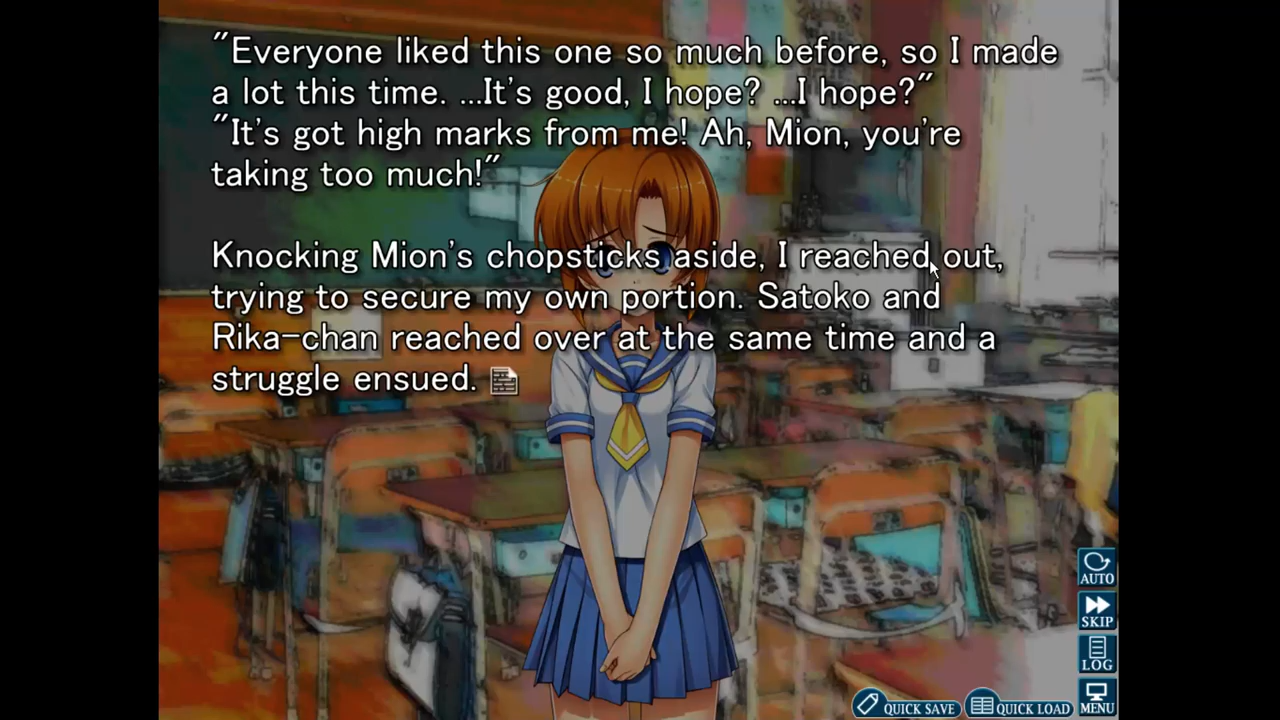 "Everyone liked this one so much before, so I made
a lot this time. ...It's good, I hope? ...I hope?"
"It's got high marks from me! Ah, Mion, you're
taking too much!"
Knocking Mion's chopsticks aside, I reached out,
trying to secure my own portion. Satoko and
Rika-chan reached over at the same time and a
struggle ensued.
AUTO
SKIP
LOG
MENU
QUICK SAVE
QUICK LOAD